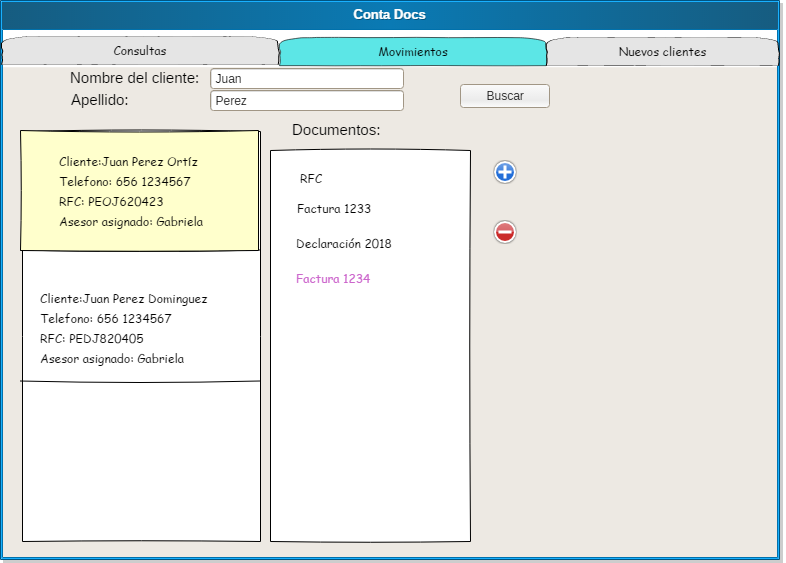 Conta Docs
Consultas
Movimientos
Nuevos clientes
Nombre del cliente: Juan
Apellido: Perez
Buscar
Documentos:
Cliente:Juan Perez Ortíz
Telefono: 656 1234567
RFC: PEOJ620423
Asesor asignado: Gabriela
Cliente:Juan Perez Dominguez
Telefono: 656 1234567
RFC: PEDJ820405
Asesor asignado: Gabriela
RFC
Factura 1233
Declaración 2018
Factura 1234